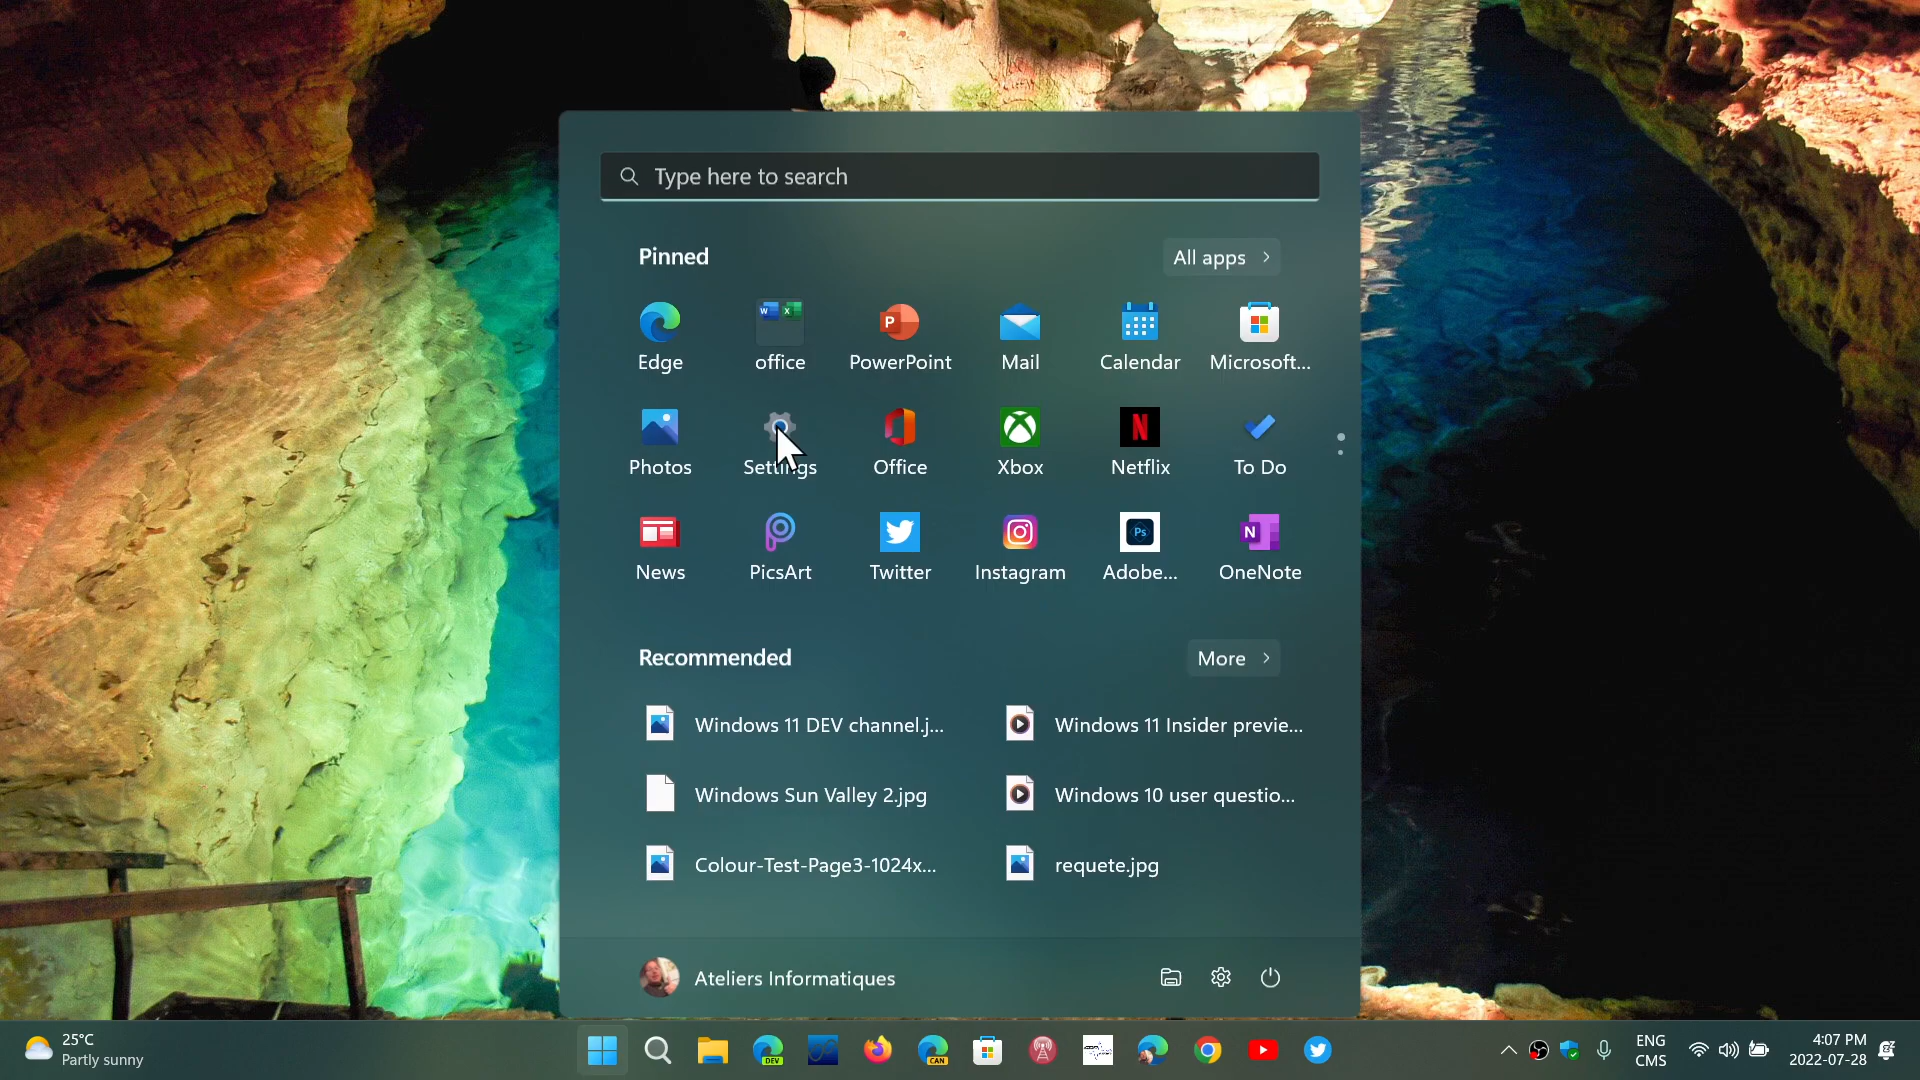 Type here to search
Pinned
All apps
Edge
office
PowerPoint
Mail
Calendar
Microsoft...
Photos
Settings
Office
Xbox
Netflix
To Do
News
PicsArt
Twitter
Instagram
Adobe...
OneNote
Recommended
More
Windows 11 DEV channel.j...
Windows 11 Insider previe...
Windows Sun Valley 2.jpg
Windows 10 user questio...
Colour-Test-Page3-1024x...
requete.jpg
Ateliers Informatiques
25°C
Partly sunny
DEV
CAN
ENG
CMS
4:07 PM
2022-07-28